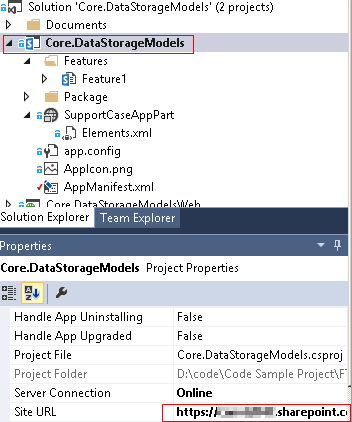 Solution 'Core.DataStorageModels' (2 projects)
Documents
Core.DataStorageModels
Features
Feature1
Package
SupportCaseAppPart
Elements.xml
app.config
AppIcon.png
AppManifest.xml
Core.DataStorageModelsWeb
Solution Explorer Team Explorer
Properties
Core.DataStorageModels Project Properties
Handle App Uninstalling False
Handle App Upgraded False
Project File Core.DataStorageModels.csproj
Project Folder D:\code\Code Sample Project\F
Server Connection Online
Site URL https:// .sharepoint.c